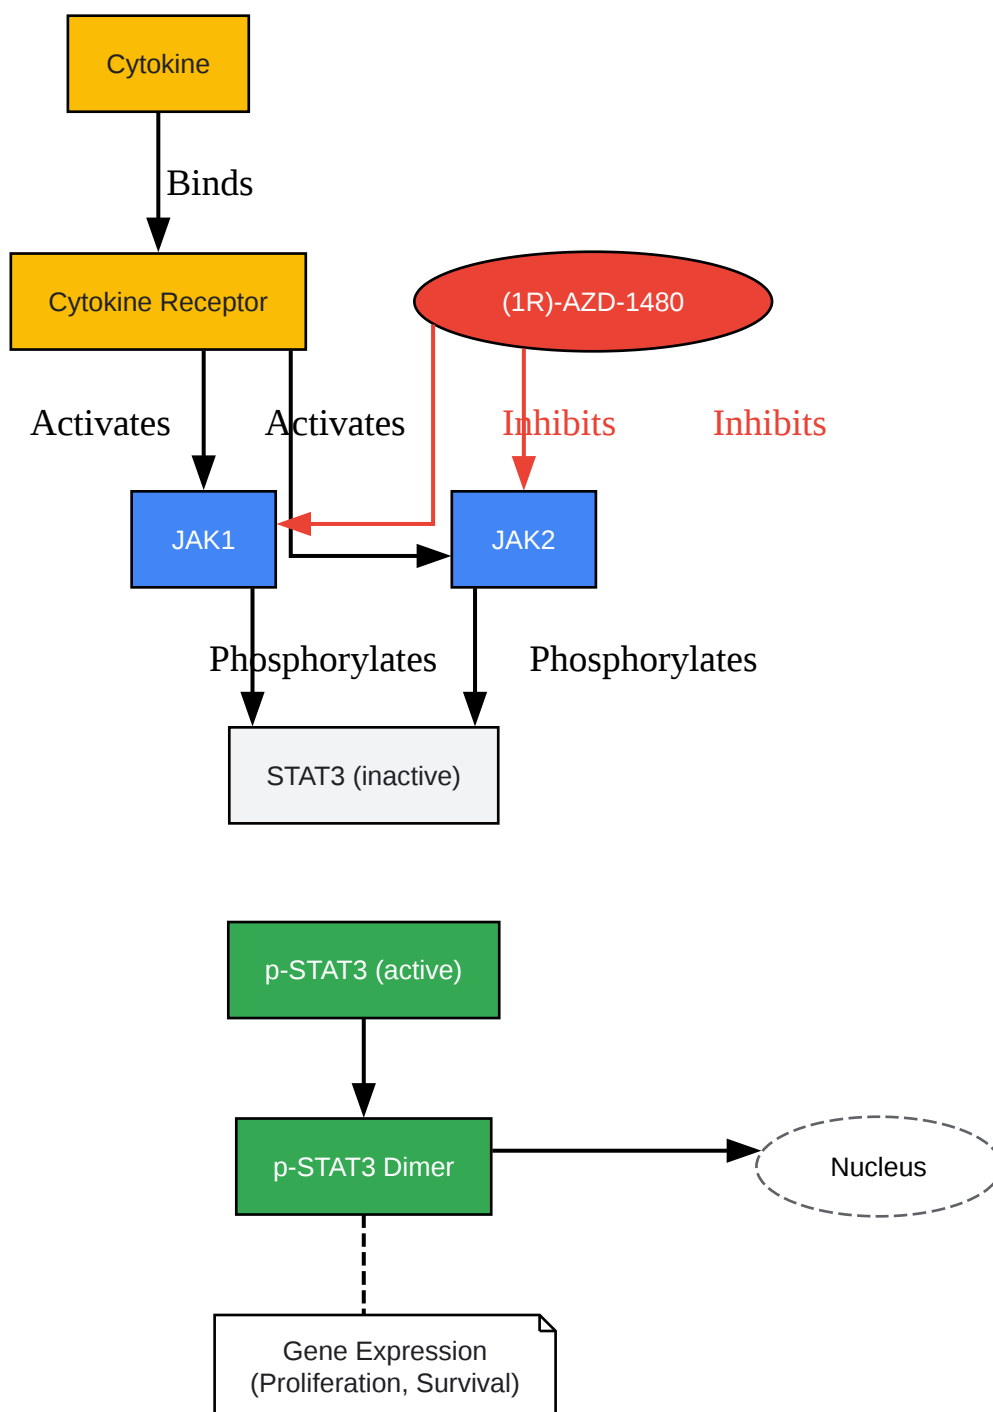 Cytokine
Binds
Cytokine Receptor
(1R)-AZD-1480
Activates
Activates
Inhibits
Inhibits
JAK1
JAK2
Phosphorylates
Phosphorylates
STAT3 (inactive)
p-STAT3 (active)
p-STAT3 Dimer
Nucleus
Gene Expression
(Proliferation, Survival)